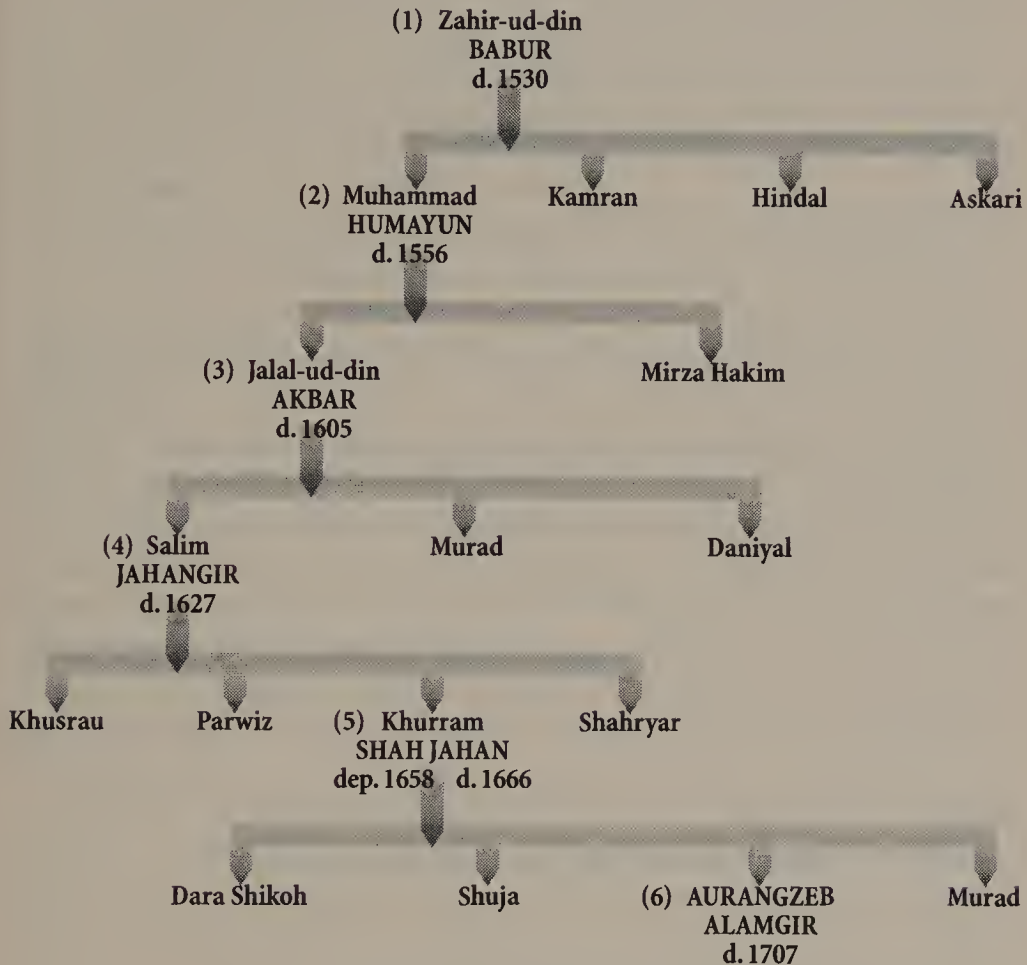 (1) Zahir-ud-din
BABUR
d. 1530
(2) Muhammad Kamran Hindal Askari
HUMAYUN
d. 1556
(3) Jalal-ud-din Mirza Hakim
AKBAR
d. 1605
(4) Salim Murad Daniyal
JAHANGIR
d. 1627
Khusrau Parwiz (5) Khurram Shahryar
SHAH JAHAN
dep. 1658 d. 1666
Dara Shikoh Shuja (6) AURANGZEB Murad
ALAMGIR
d. 1707